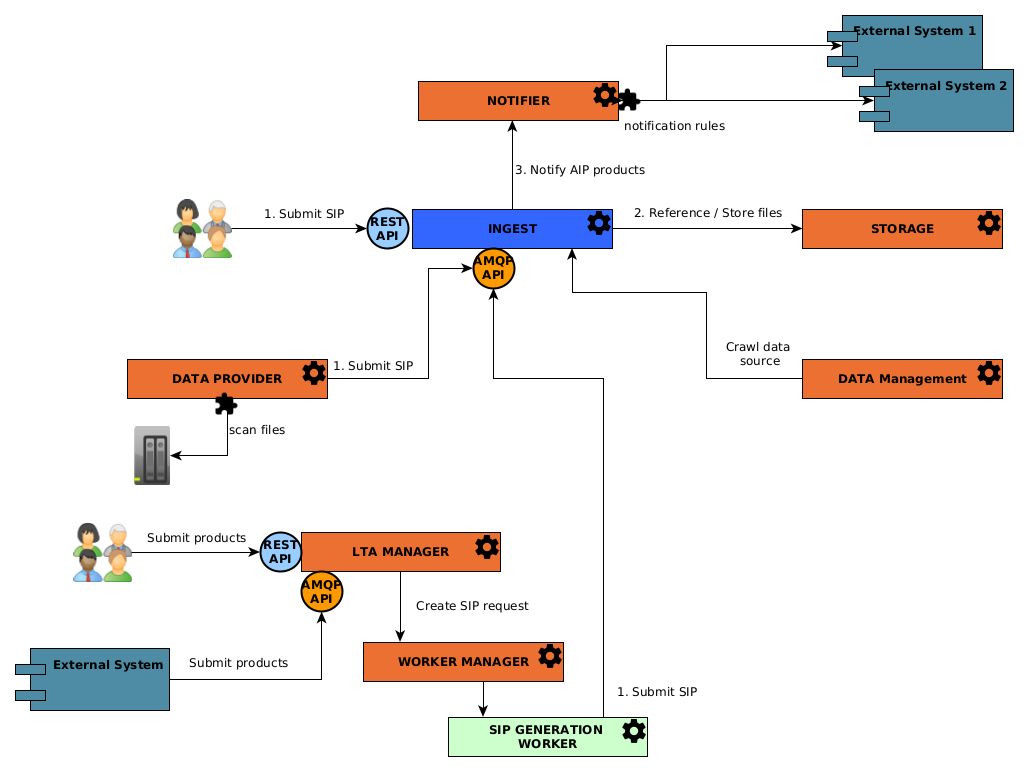 External System 1
External System 2
NOTIFIER
notification rules
3. Notify AIP products
1. Submit SIP
REST
API
INGEST
2. Reference / Store files
STORAGE
AMQP
API
Crawl data
source
1. Submit SIP
DATA PROVIDER
DATA Management
scan files
Submit products
REST
API
LTA MANAGER
AMQP
API
Create SIP request
External System
Submit products
WORKER MANAGER
1. Submit SIP
SIP GENERATION
WORKER